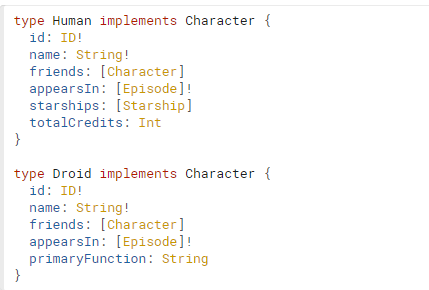 type Human implements Character {
  id: ID!
  name: String!
  friends: [Character]
  appearsIn: [Episode]!
  starships: [Starship]
  totalCredits: Int
}

type Droid implements Character {
  id: ID!
  name: String!
  friends: [Character]
  appearsIn: [Episode]!
  primaryFunction: String
}